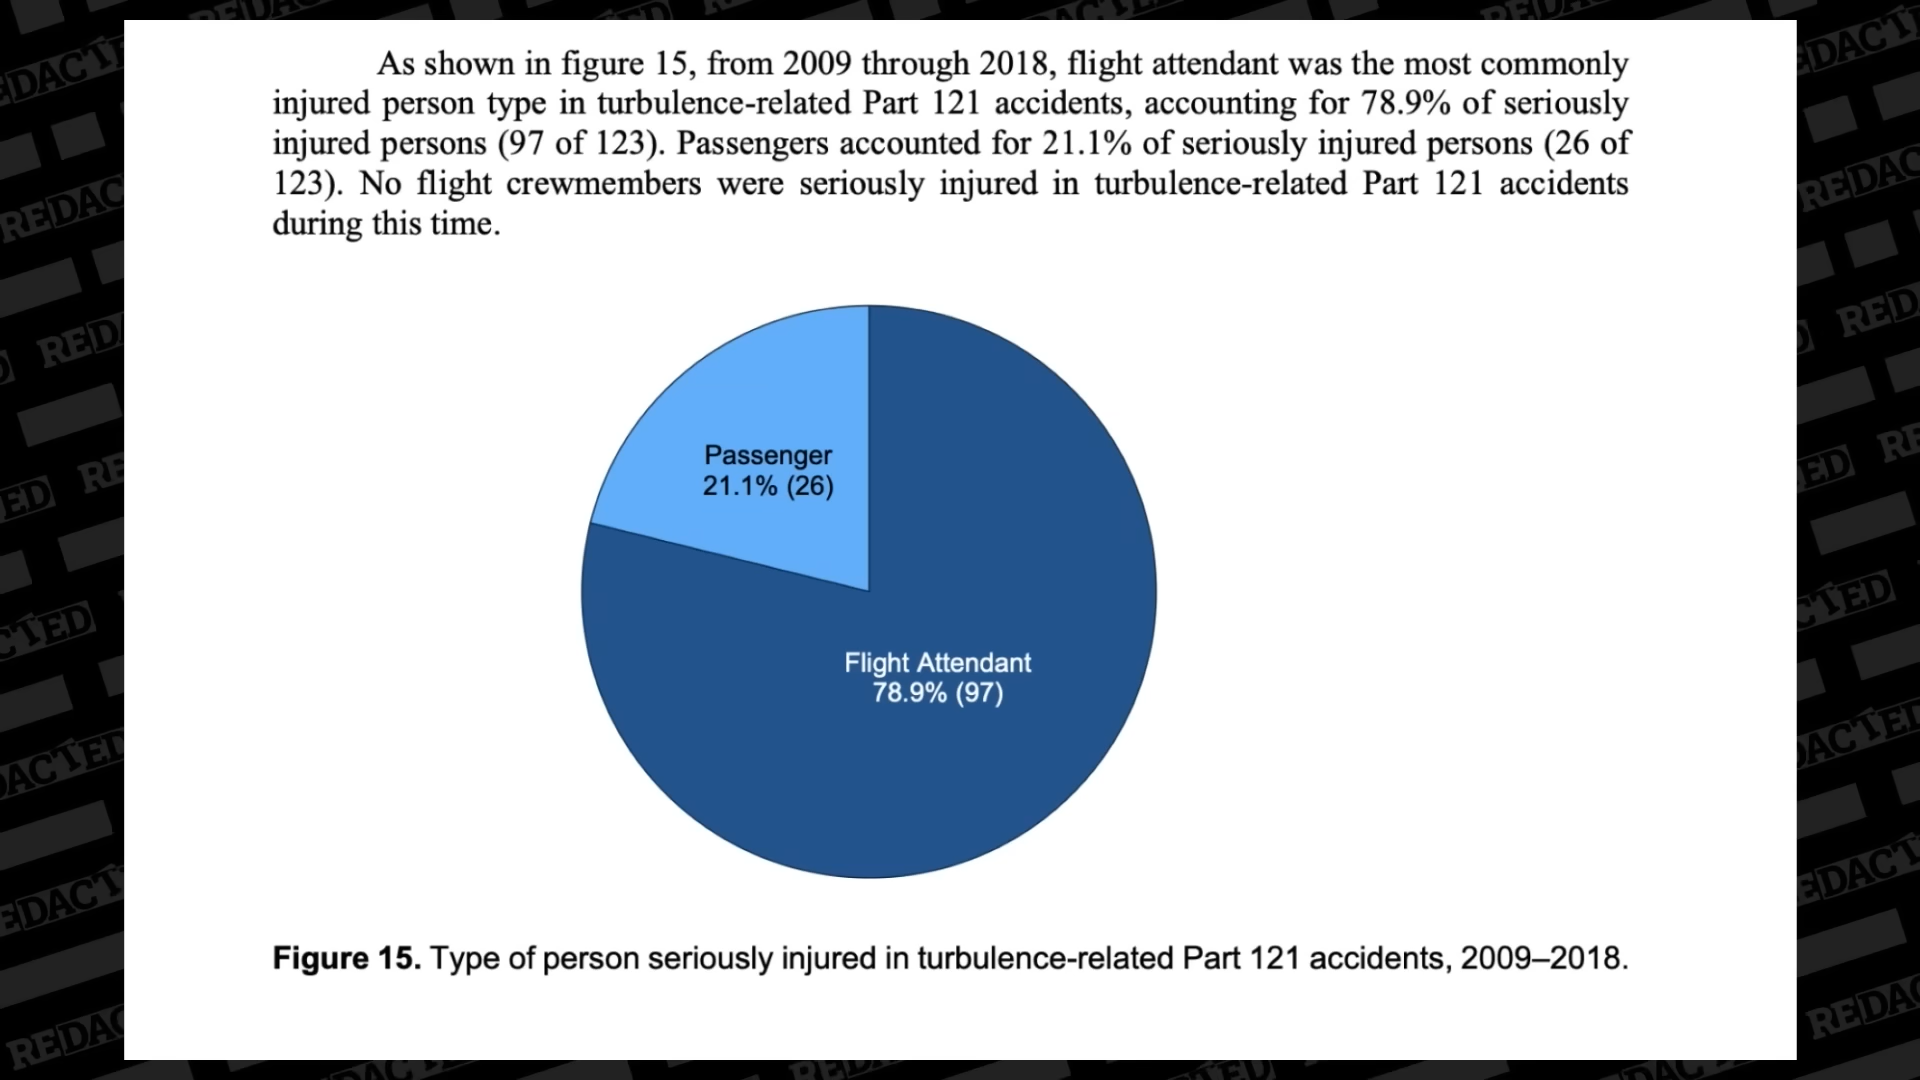 As shown in figure 15, from 2009 through 2018, flight attendant was the most commonly
injured person type in turbulence-related Part 121 accidents, accounting for 78.9% of seriously
injured persons (97 of 123). Passengers accounted for 21.1% of seriously injured persons (26 of
123). No flight crewmembers were seriously injured in turbulence-related Part 121 accidents
during this time.
Passenger
21.1% (26)
Flight Attendant
78.9% (97)
Figure 15. Type of person seriously injured in turbulence-related Part 121 accidents, 2009–2018.